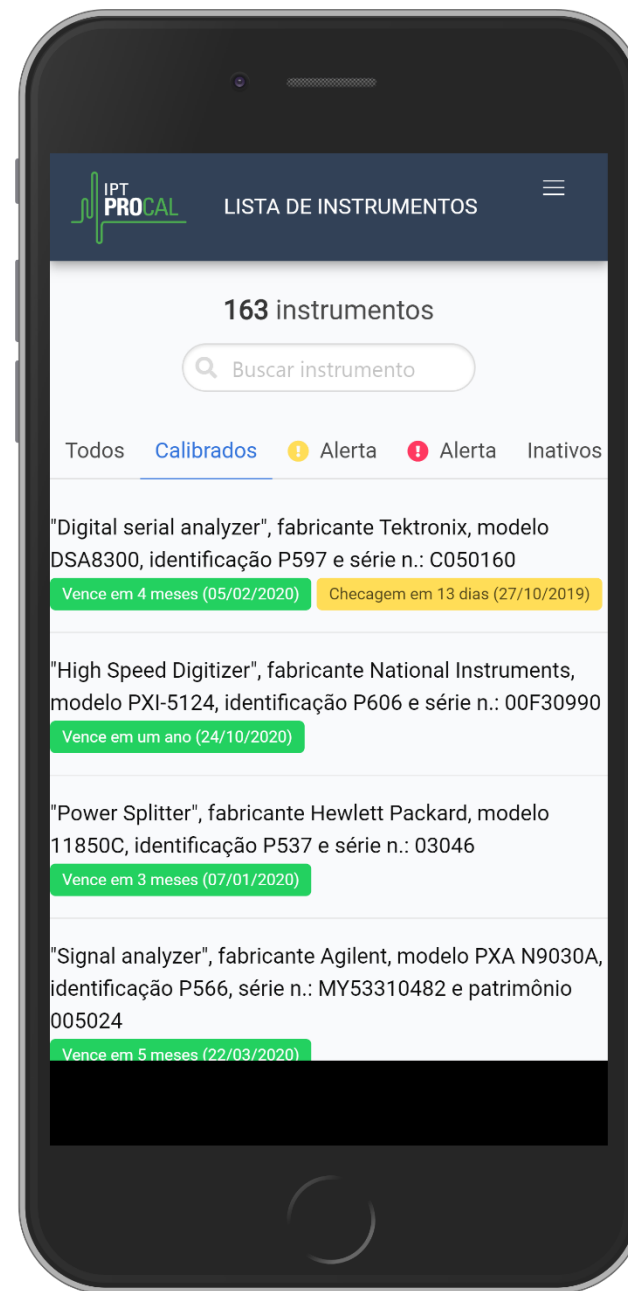 IPT
PROCAL
LISTA DE INSTRUMENTOS
163 instrumentos
Buscar instrumento
Todos Calibrados Alerta Alerta Inativos
"Digital serial analyzer", fabricante Tektronix, modelo
DSA8300, identificação P597 e série n.: C050160
Vence em 4 meses (05/02/2020) Checagem em 13 dias (27/10/2019)
"High Speed Digitizer", fabricante National Instruments,
modelo PXI-5124, identificação P606 e série n.: 00F30990
Vence em um ano (24/10/2020)
"Power Splitter", fabricante Hewlett Packard, modelo
11850C, identificação P537 e série n.: 03046
Vence em 3 meses (07/01/2020)
"Signal analyzer", fabricante Agilent, modelo PXA N9030A,
identificação P566, série n.: MY53310482 e patrimônio
005024
Vence em 5 meses (22/03/2020)